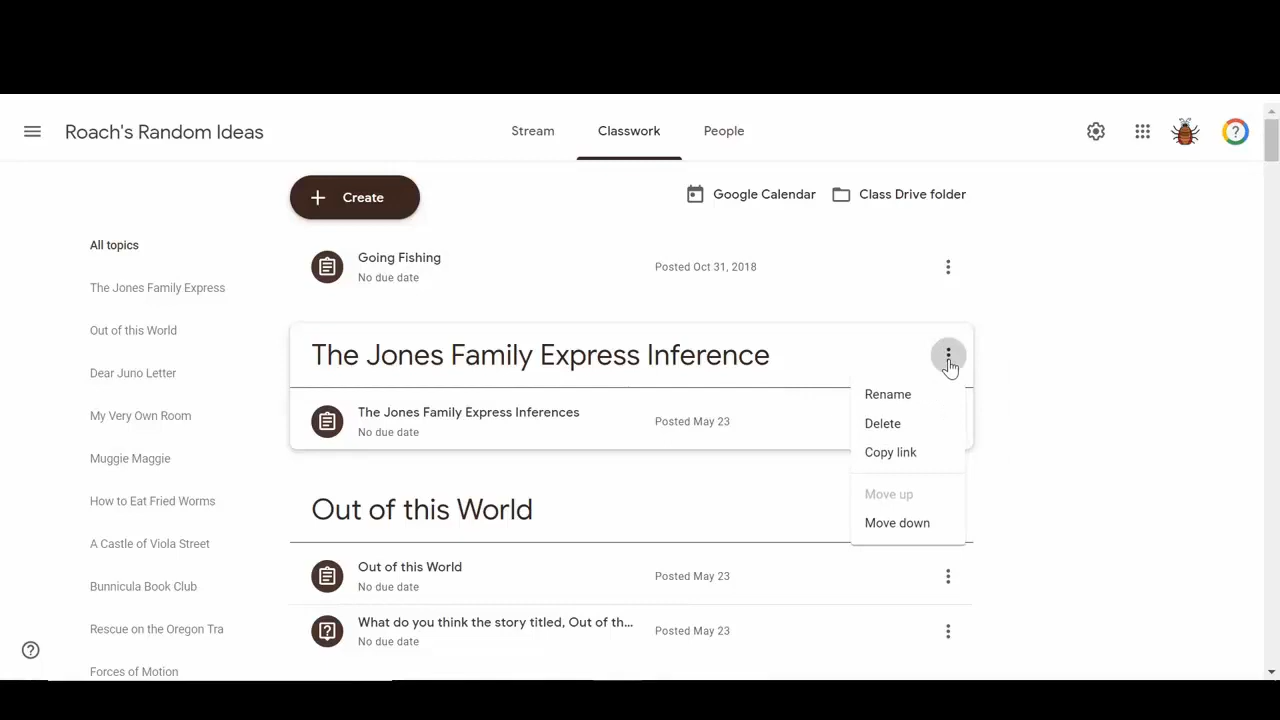 Roach's Random Ideas
Stream
Classwork
People
Create
Google Calendar
Class Drive folder
All topics
The Jones Family Express
Out of this World
Dear Juno Letter
My Very Own Room
Muggie Maggie
How to Eat Fried Worms
A Castle of Viola Street
Bunnicula Book Club
Rescue on the Oregon Tra
Forces of Motion
Going Fishing
No due date
Posted Oct 31, 2018
The Jones Family Express Inference
The Jones Family Express Inferences
No due date
Posted May 23
Rename
Delete
Copy link
Move up
Move down
Out of this World
Out of this World
No due date
Posted May 23
What do you think the story titled, Out of th...
No due date
Posted May 23